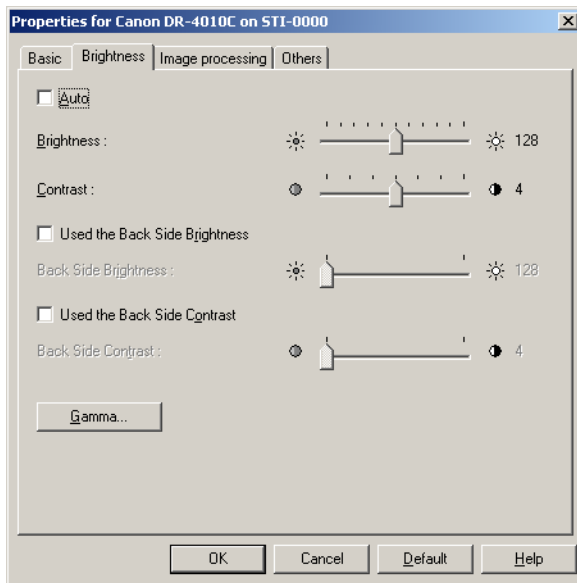 Properties for Canon DR-4010C on STI-0000
Basic Brightness Image processing Others
Auto
Brightness : 128
Contrast : 4
Used the Back Side Brightness
Back Side Brightness : 128
Used the Back Side Contrast
Back Side Contrast : 4
Gamma...
OK Cancel Default Help